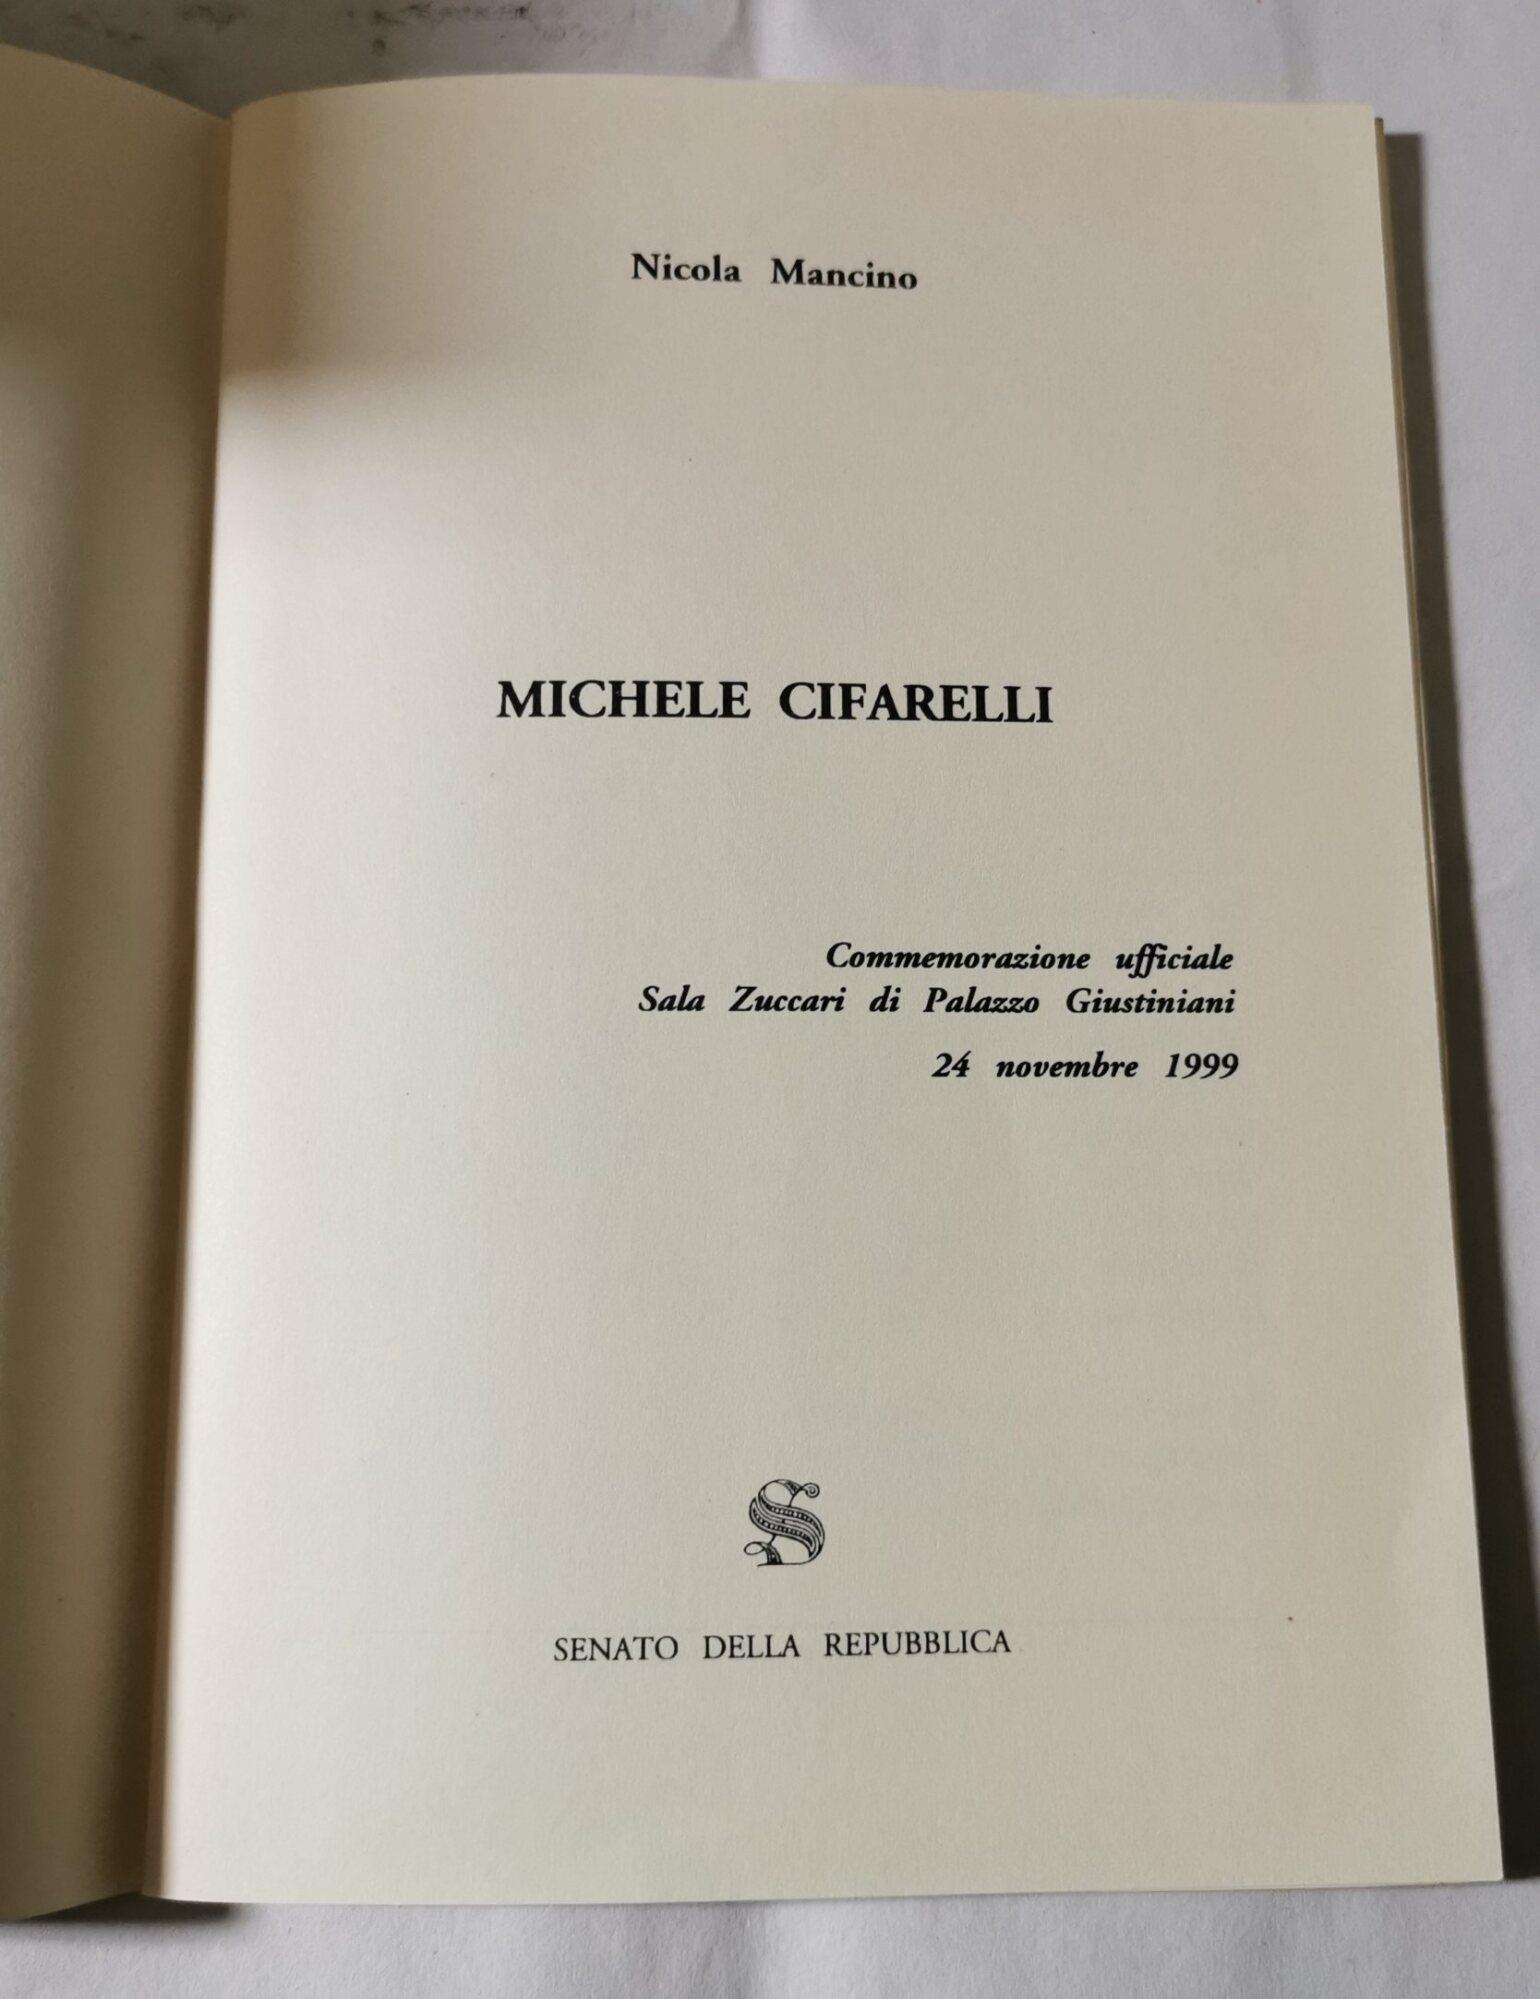 Nicola Mancino
MICHELE CIFARELLI
Commemorazione ufficiale
Sala Zuccari di Palazzo Giustiniani
24 novembre 1999
S
SENATO DELLA REPUBBLICA